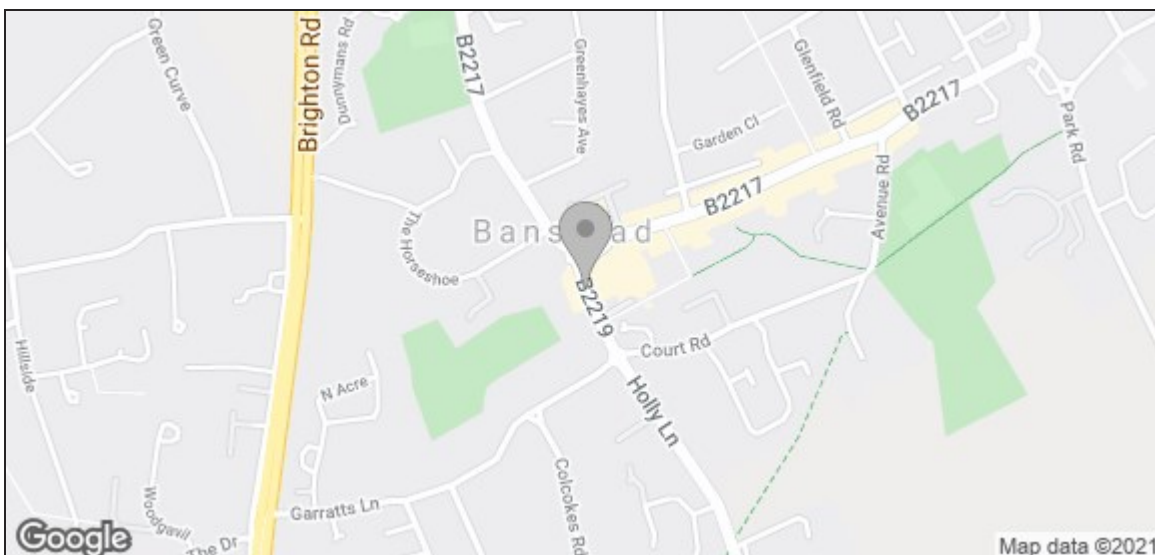 Green Curve
Brighton Rd
Dunnymans Rd
B2217
Greenhayes Ave
Glenfield Rd
B2217
Garden Cl
Park Rd
B2217
Avenue Rd
The Horseshoe
Banstead
B2219
Court Rd
Hillside
N Acre
Holly Ln
Colcokes Rd
Woodgavil
Garratts Ln
The Dr
Google
Map data ©2021